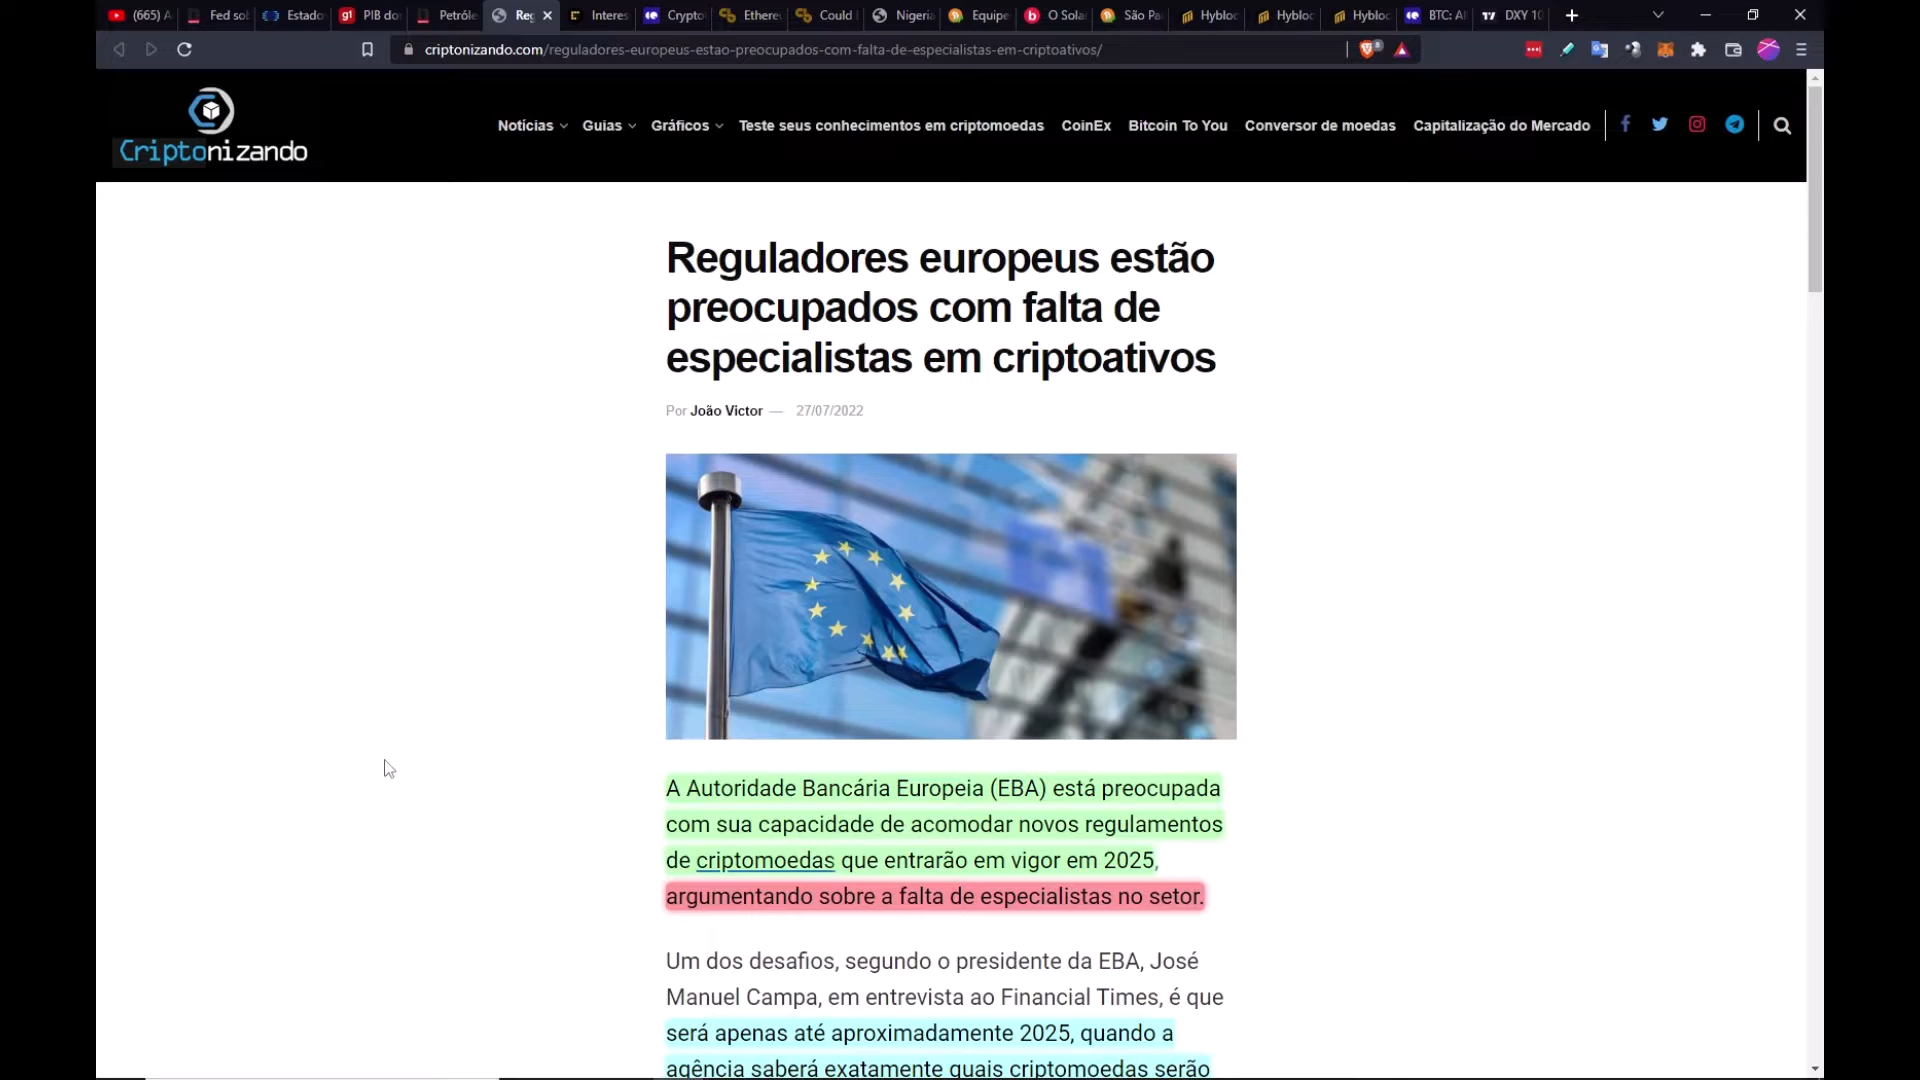 (665) A
Fed sol
Estado
g1
PIB do
Petróle
Reg
Interes
Crypto
Ethere
Could
Nigeria
Equipe
O Sola
São Pa
Hybloc
Hybloc
Hybloc
BTC: A
DXY 10
criptonizando.com/reguladores-europeus-estao-preocupados-com-falta-de-especialistas-em-criptoativos/
Criptonizando
Notícias
Guias
Gráficos
Teste seus conhecimentos em criptomoedas
CoinEx
Bitcoin To You
Conversor de moedas
Capitalização do Mercado
Reguladores europeus estão
preocupados com falta de
especialistas em criptoativos
Por João Victor — 27/07/2022
A Autoridade Bancária Europeia (EBA) está preocupada
com sua capacidade de acomodar novos regulamentos
de criptomoedas que entrarão em vigor em 2025,
argumentando sobre a falta de especialistas no setor.
Um dos desafios, segundo o presidente da EBA, José
Manuel Campa, em entrevista ao Financial Times, é que
será apenas até aproximadamente 2025, quando a
agência saberá exatamente quais criptomoedas serão